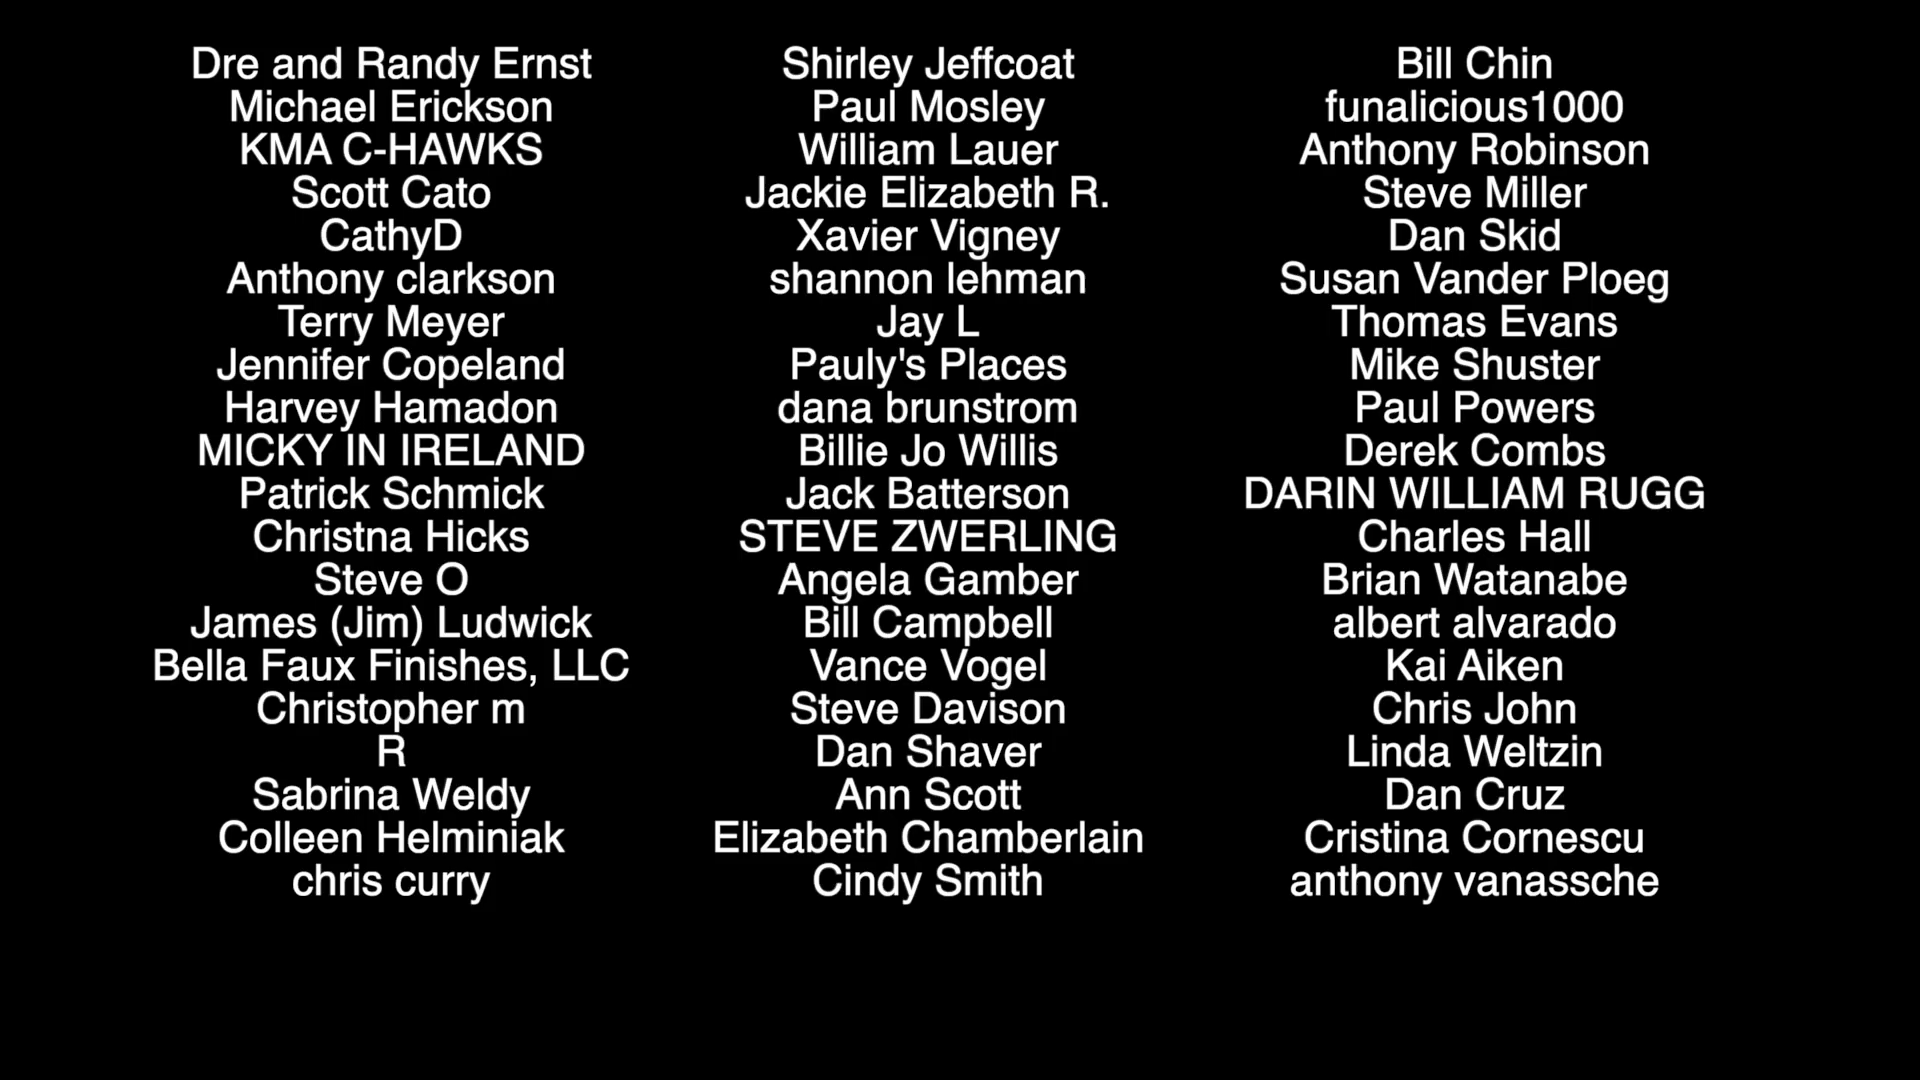 Dre and Randy Ernst
Michael Erickson
KMA C-HAWKS
Scott Cato
CathyD
Anthony clarkson
Terry Meyer
Jennifer Copeland
Harvey Hamadon
MICKY IN IRELAND
Patrick Schmick
Christna Hicks
Steve O
James (Jim) Ludwick
Bella Faux Finishes, LLC
Christopher m
R
Sabrina Weldy
Colleen Helminiak
chris curry
Shirley Jeffcoat
Paul Mosley
William Lauer
Jackie Elizabeth R.
Xavier Vigney
shannon lehman
Jay L
Pauly's Places
dana brunstrom
Billie Jo Willis
Jack Batterson
STEVE ZWERLING
Angela Gamber
Bill Campbell
Vance Vogel
Steve Davison
Dan Shaver
Ann Scott
Elizabeth Chamberlain
Cindy Smith
Bill Chin
funalicious1000
Anthony Robinson
Steve Miller
Dan Skid
Susan Vander Ploeg
Thomas Evans
Mike Shuster
Paul Powers
Derek Combs
DARIN WILLIAM RUGG
Charles Hall
Brian Watanabe
albert alvarado
Kai Aiken
Chris John
Linda Weltzin
Dan Cruz
Cristina Cornescu
anthony vanassche